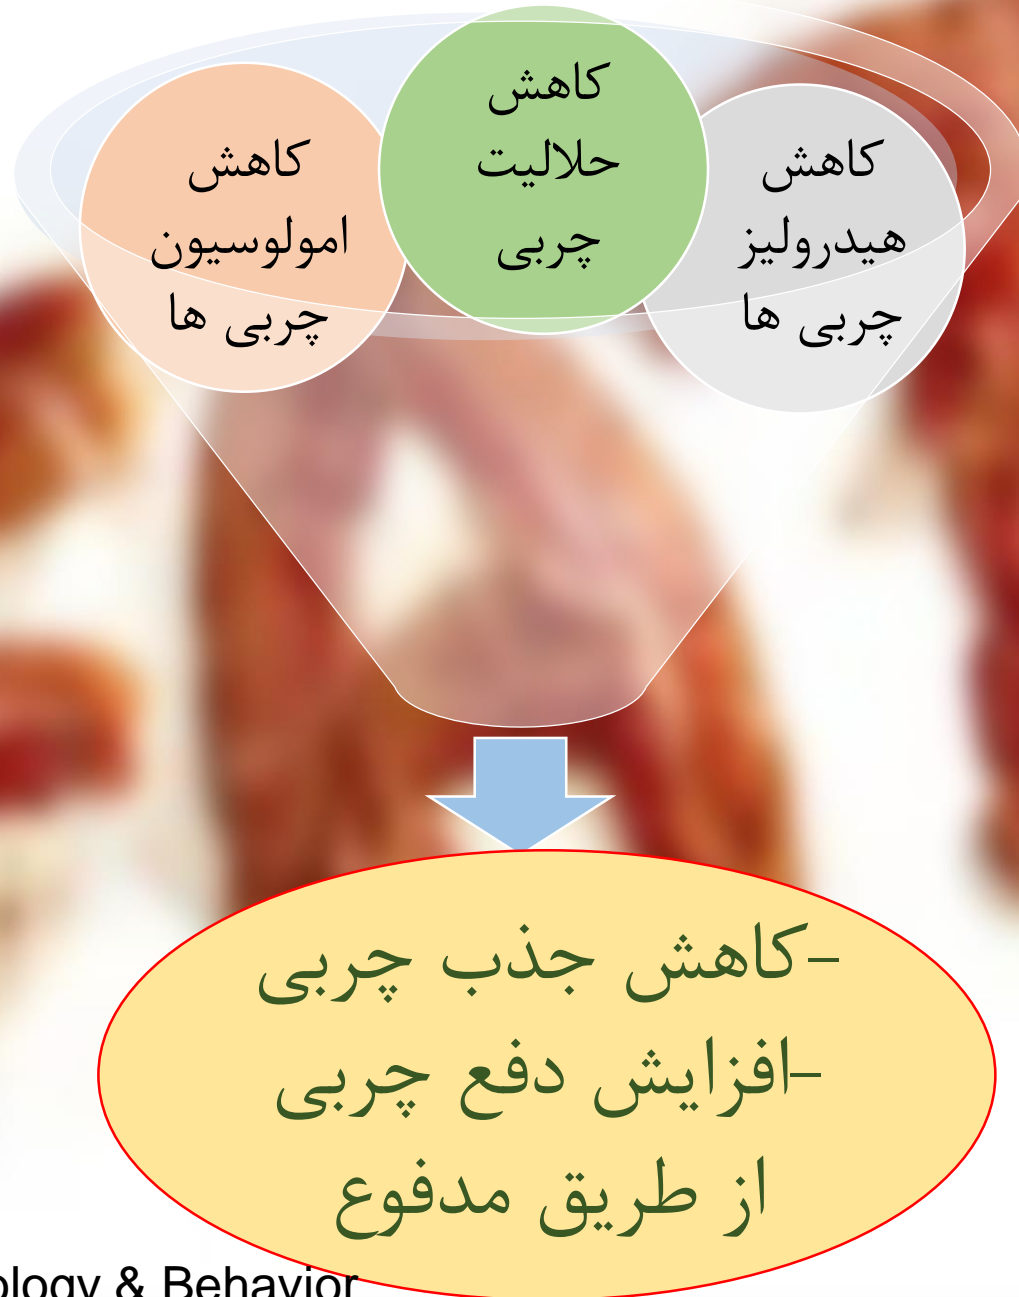 کاهش
حلالیت
چربی
کاهش
هیدرولیز
چربی ها
کاهش
امولوسیون
چربی ها
-کاهش جذب چربی
-افزایش دفع چربی
از طریق مدفوع
& Behavior